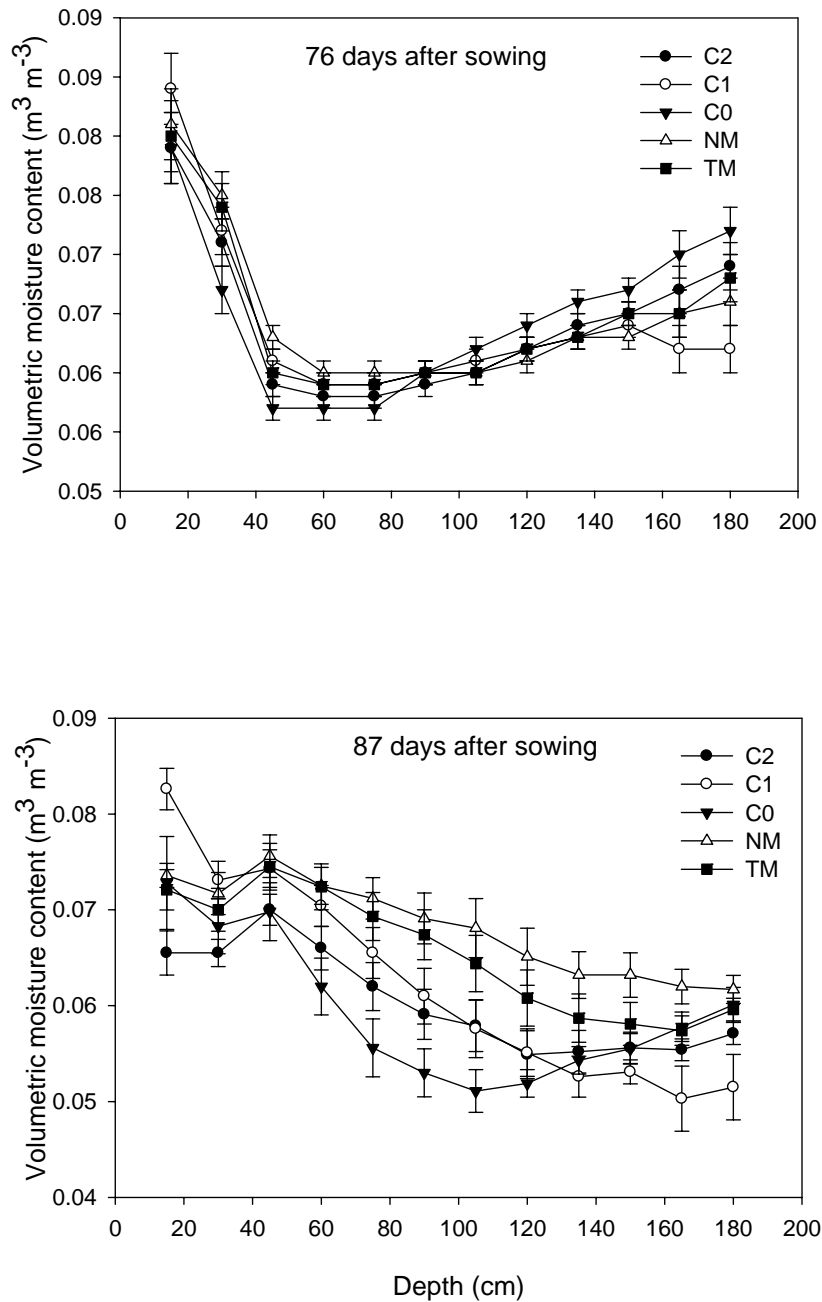 76 days after sowing
Volumetric moisture content (m3 m-3)
0.09
0.09
0.08
0.08
0.07
0.07
0.06
0.06
0.05
0 20 40 60 80 100 120 140 160 180 200
C2
C1
C0
NM
TM
87 days after sowing
Volumetric moisture content (m3 m-3)
0.09
0.08
0.07
0.06
0.05
0.04
0 20 40 60 80 100 120 140 160 180 200
C2
C1
C0
NM
TM
Depth (cm)